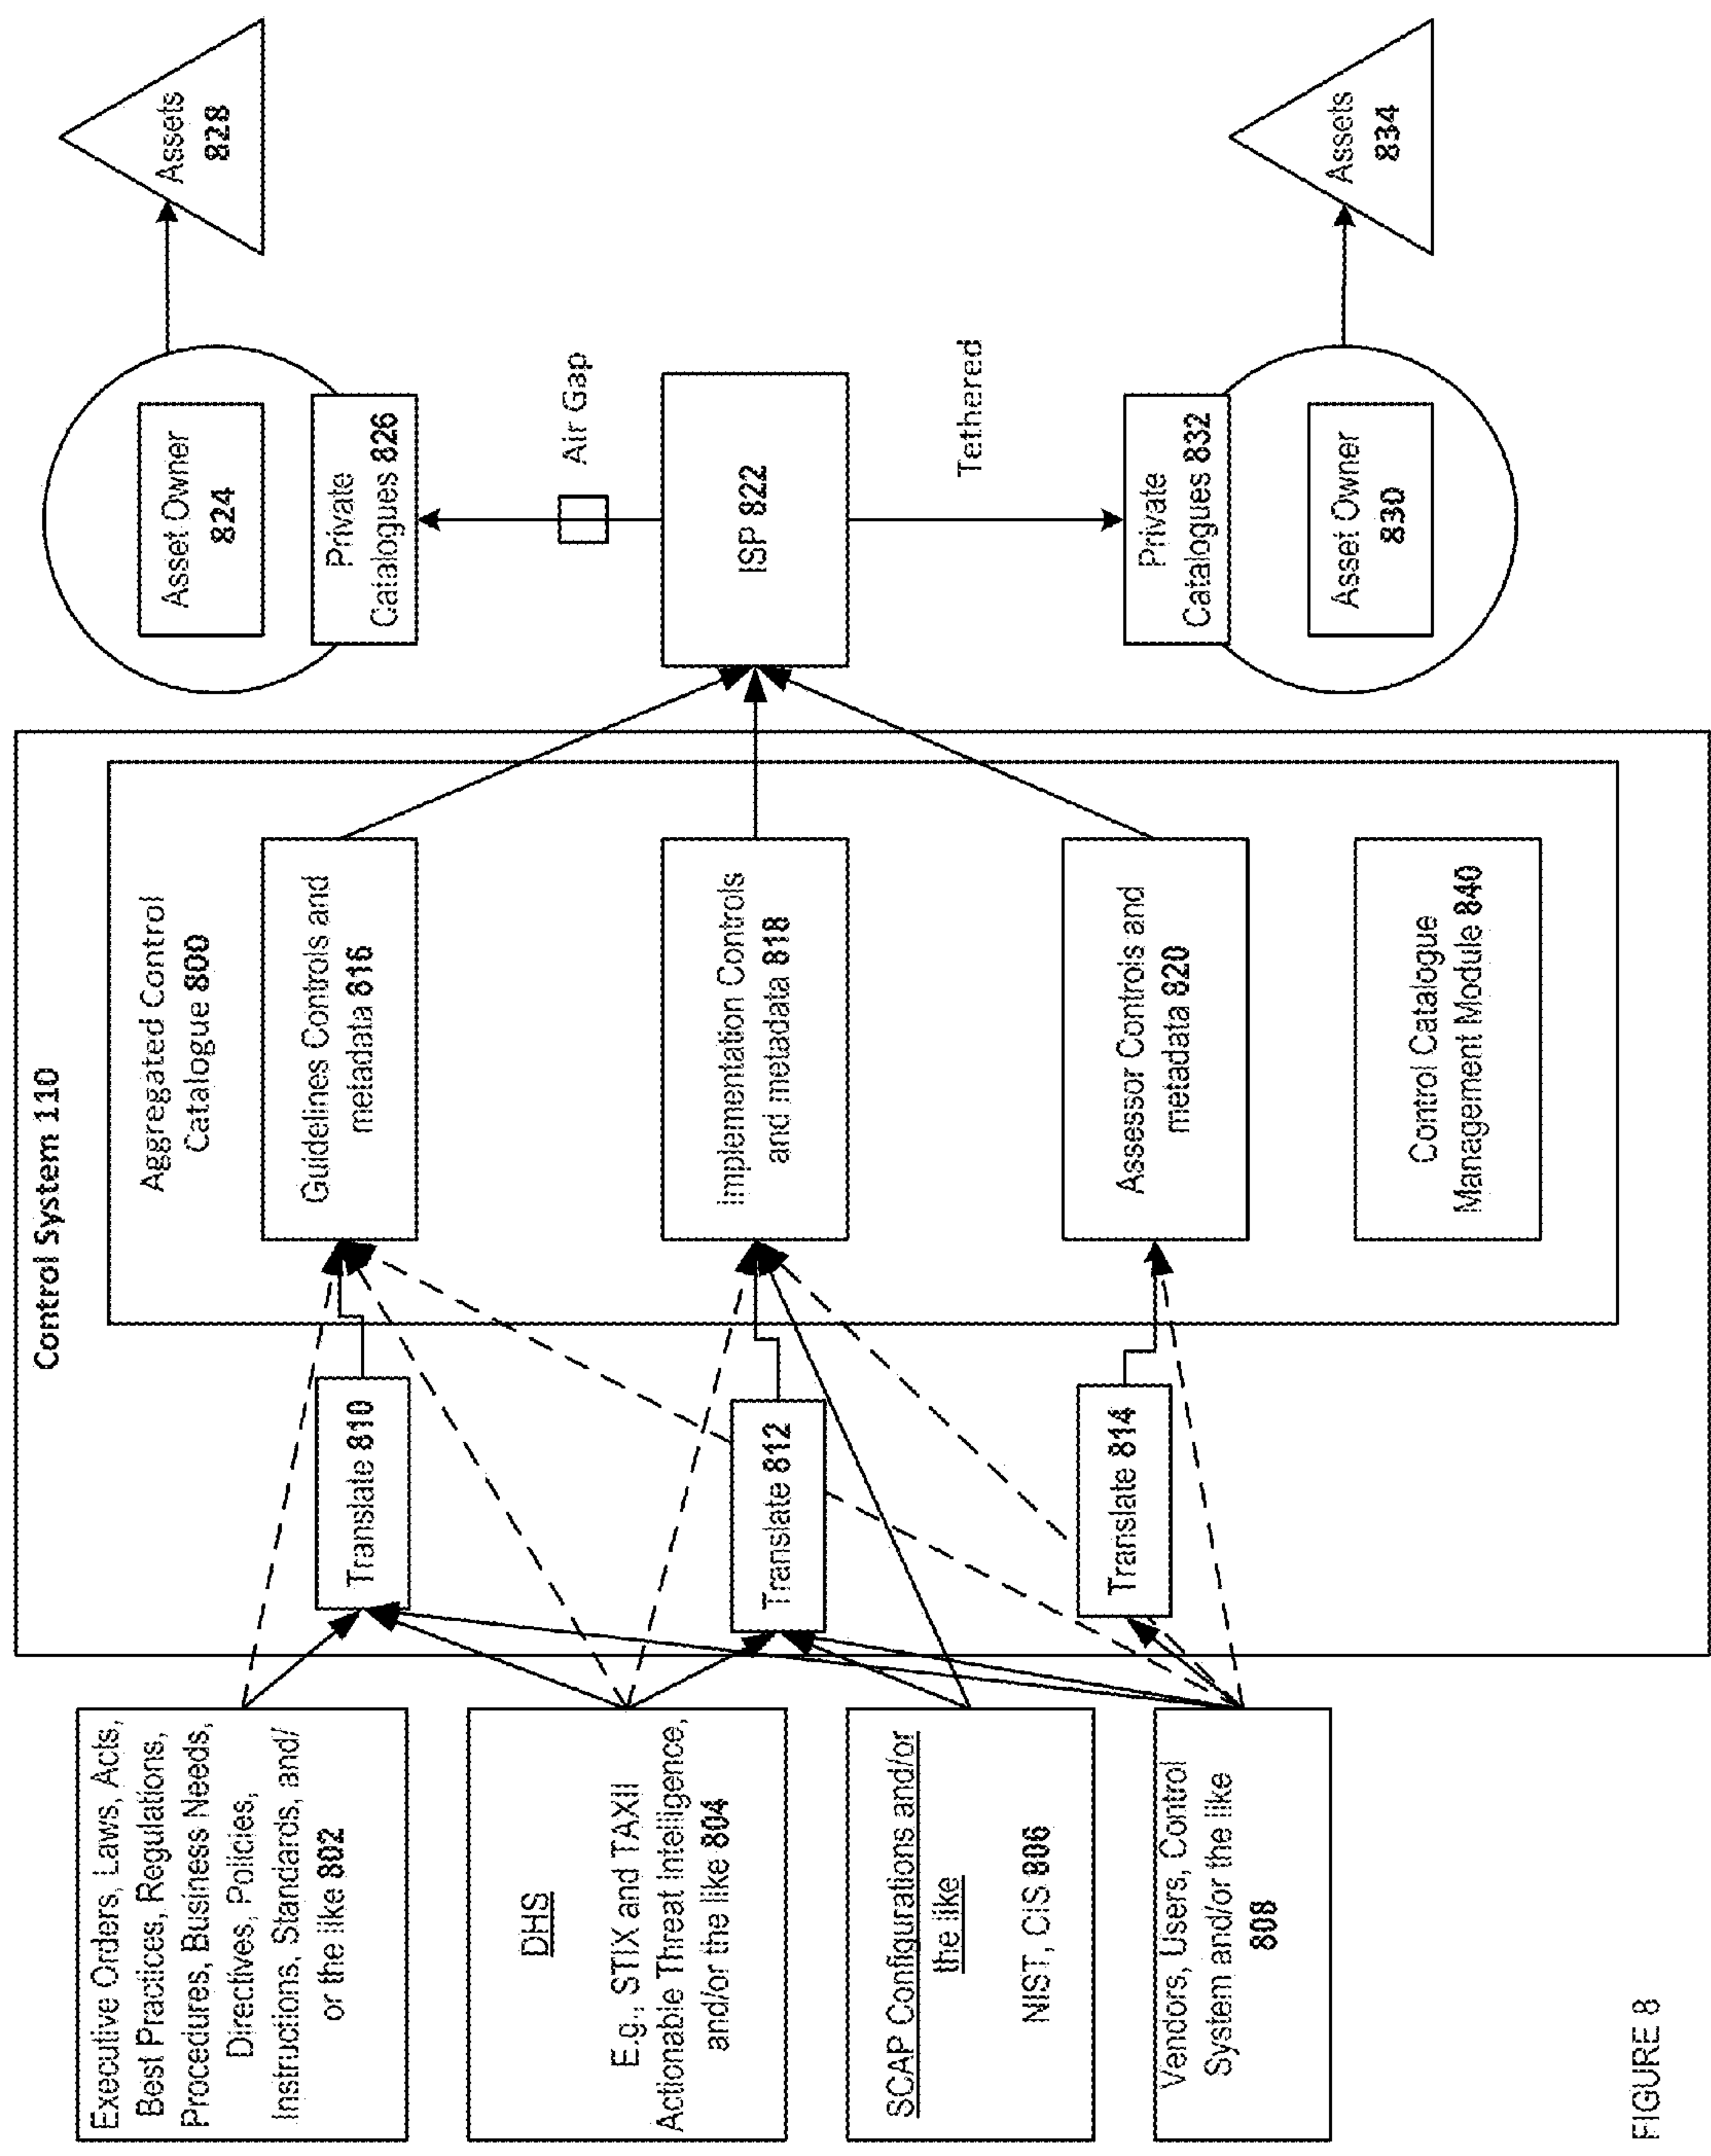 Control System 110
Executive Orders, Laws, Acts,
Best Practices, Regulations,
Procedures, Business Needs,
Directives, Policies,
Instructions, Standards, and/
or the like 802
DHS
E.g., STIX and TAXII
Actionable Threat Intelligence,
and/or the like 804
SCAP Configurations and/or
the like
NIST, CIS 806
Vendors, Users, Control
System and/or the like
808
Translate 810
Translate 812
Translate 814
Aggregated Control
Catalogue 800
Guidelines Controls and
metadata 816
Implementation Controls
and metadata 818
Assessor Controls and
metadata 820
Control Catalogue
Management Module 840
Asset Owner
824
Private
Catalogues 826
Air Gap
ISP 822
Tethered
Private
Catalogues 832
Asset Owner
830
Assets
828
Assets
834
FIGURE 8